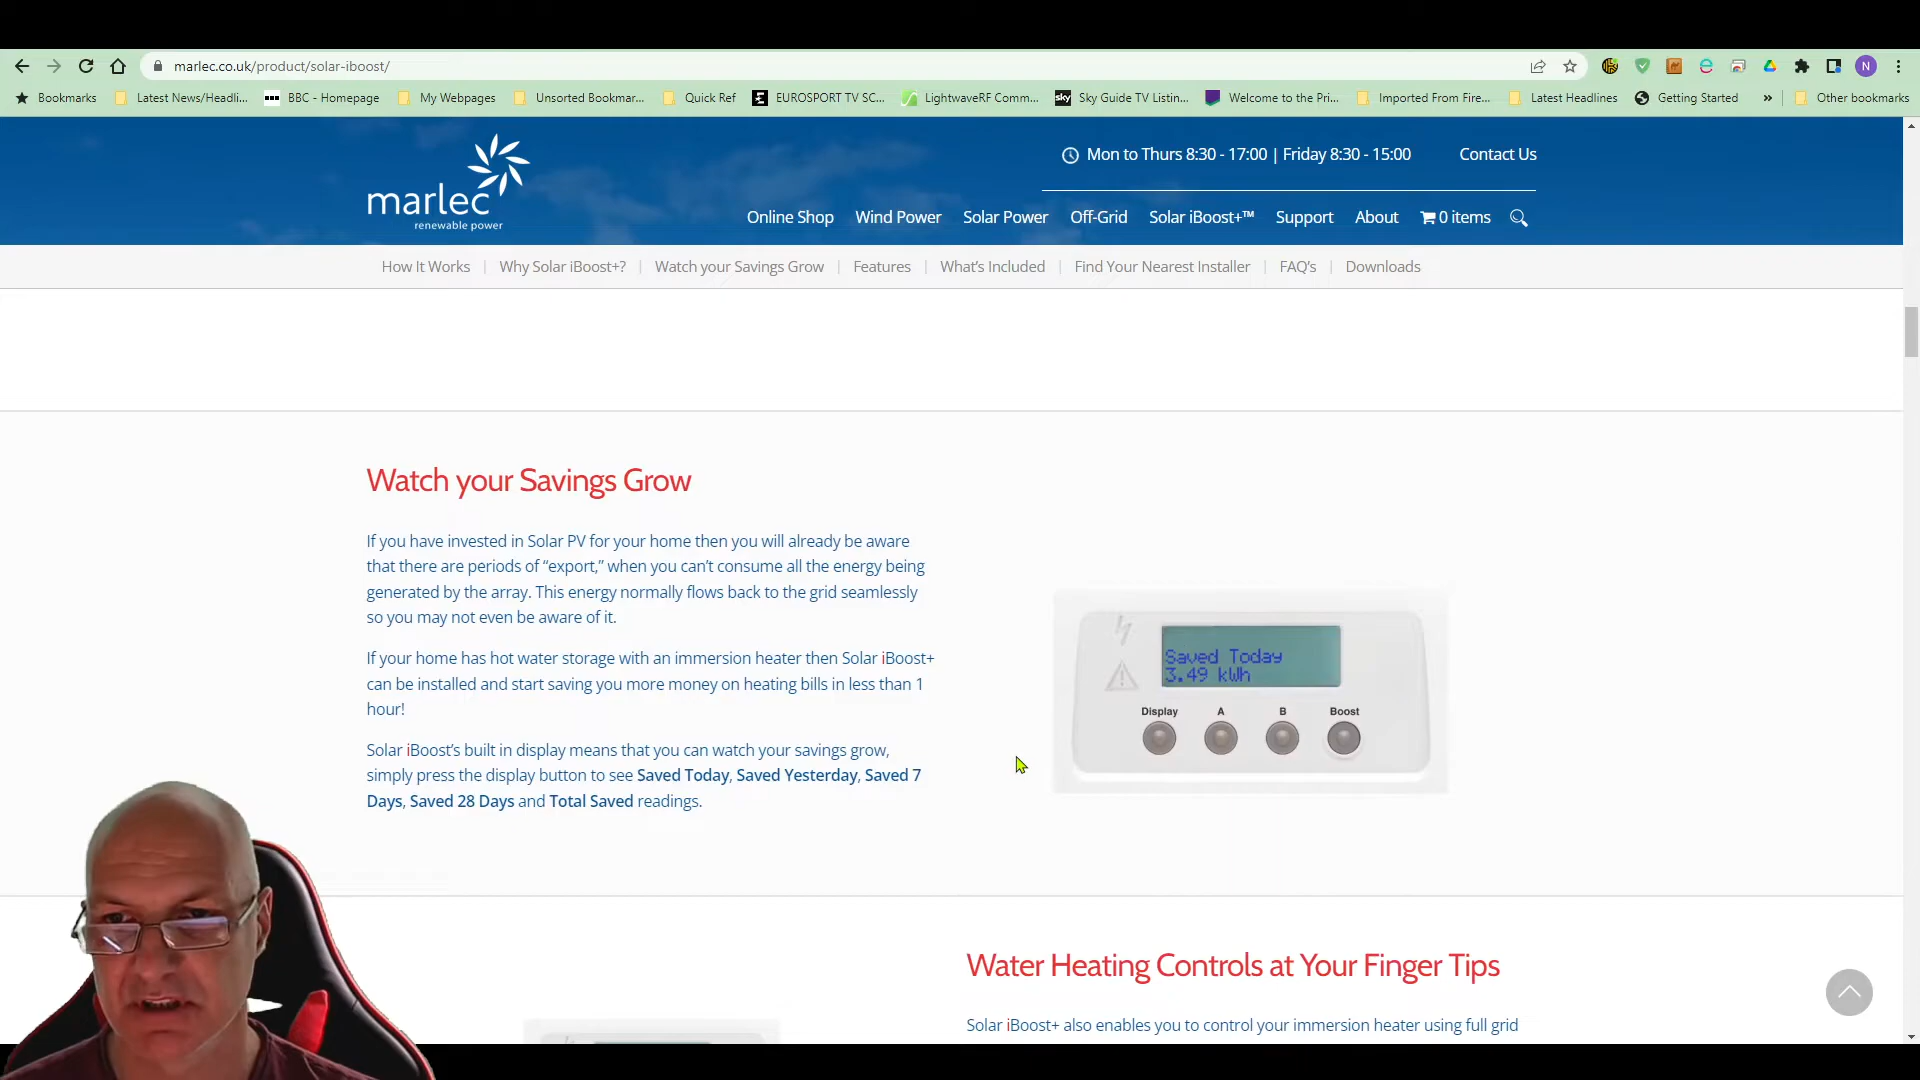 marlec.co.uk/product/solar-iboost/
N
Bookmarks
Latest News/Headli...
BBC - Homepage
My Webpages
Unsorted Bookmar...
Quick Ref
EUROSPORT TV SC...
LightwaveRF Comm...
Sky Guide TV Listin...
Welcome to the Pri...
Imported From Fire...
Latest Headlines
Getting Started
»
Other bookmarks
marlec
renewable power
Mon to Thurs 8:30 - 17:00 | Friday 8:30 - 15:00
Contact Us
Online Shop
Wind Power
Solar Power
Off-Grid
Solar iBoost+™
Support
About
0 items
How It Works
Why Solar iBoost+?
Watch your Savings Grow
Features
What's Included
Find Your Nearest Installer
FAQ's
Downloads
Watch your Savings Grow
If you have invested in Solar PV for your home then you will already be aware
that there are periods of “export,” when you can’t consume all the energy being
generated by the array. This energy normally flows back to the grid seamlessly
so you may not even be aware of it.
If your home has hot water storage with an immersion heater then Solar iBoost+
can be installed and start saving you more money on heating bills in less than 1
hour!
Solar iBoost’s built in display means that you can watch your savings grow,
simply press the display button to see Saved Today, Saved Yesterday, Saved 7
Days, Saved 28 Days and Total Saved readings.
Saved Today
3.49 kWh
Display
A
B
Boost
Water Heating Controls at Your Finger Tips
Solar iBoost+ also enables you to control your immersion heater using full grid